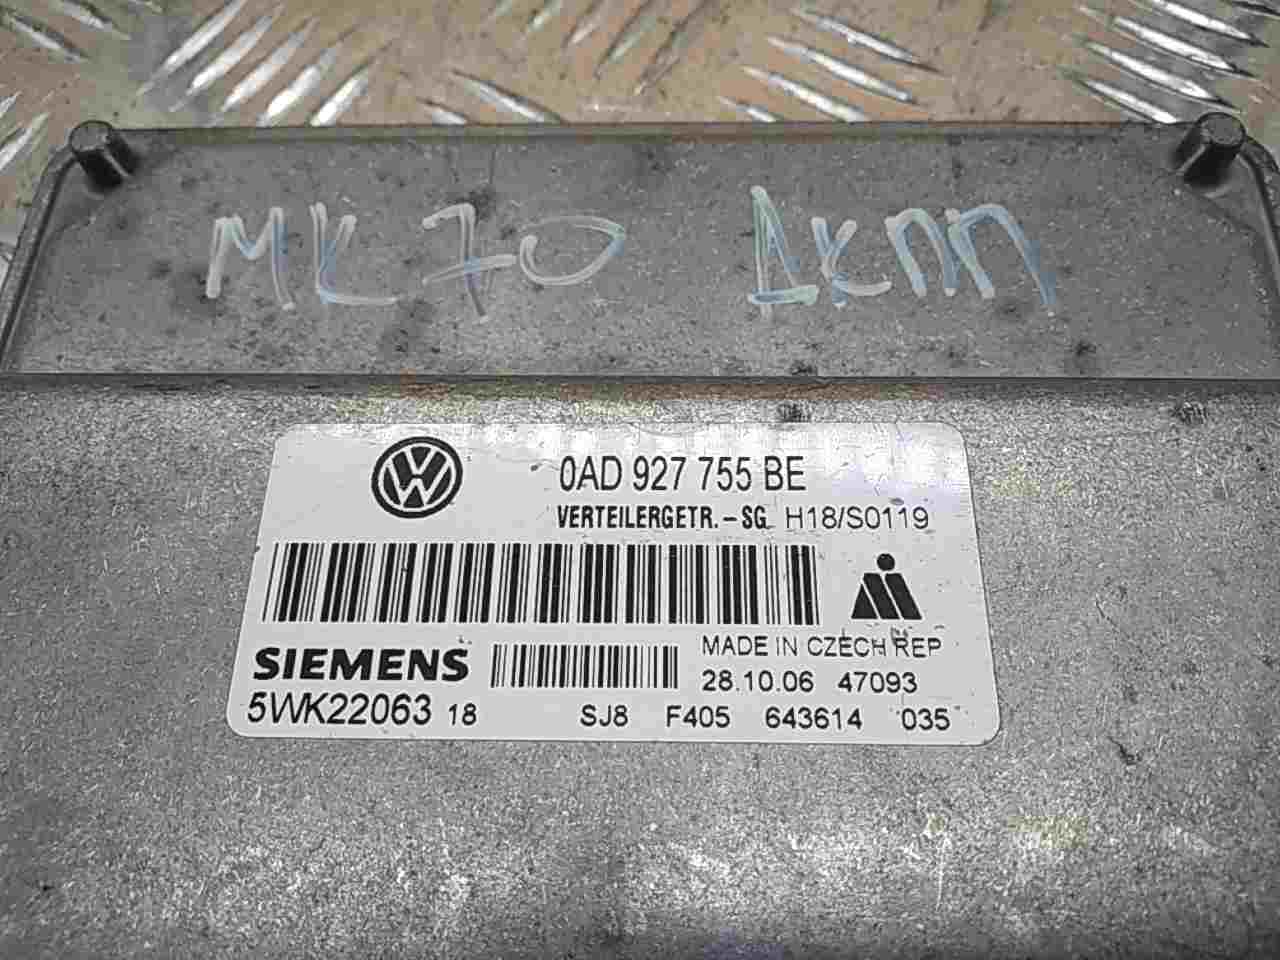 MK70 АКПП
0AD 927 755 BE
VERTEILERGETR.-SG H18/S0119
MADE IN CZECH REP
SIEMENS
28.10.06 47093
5WK22063 18 SJ8 F405 643614 035